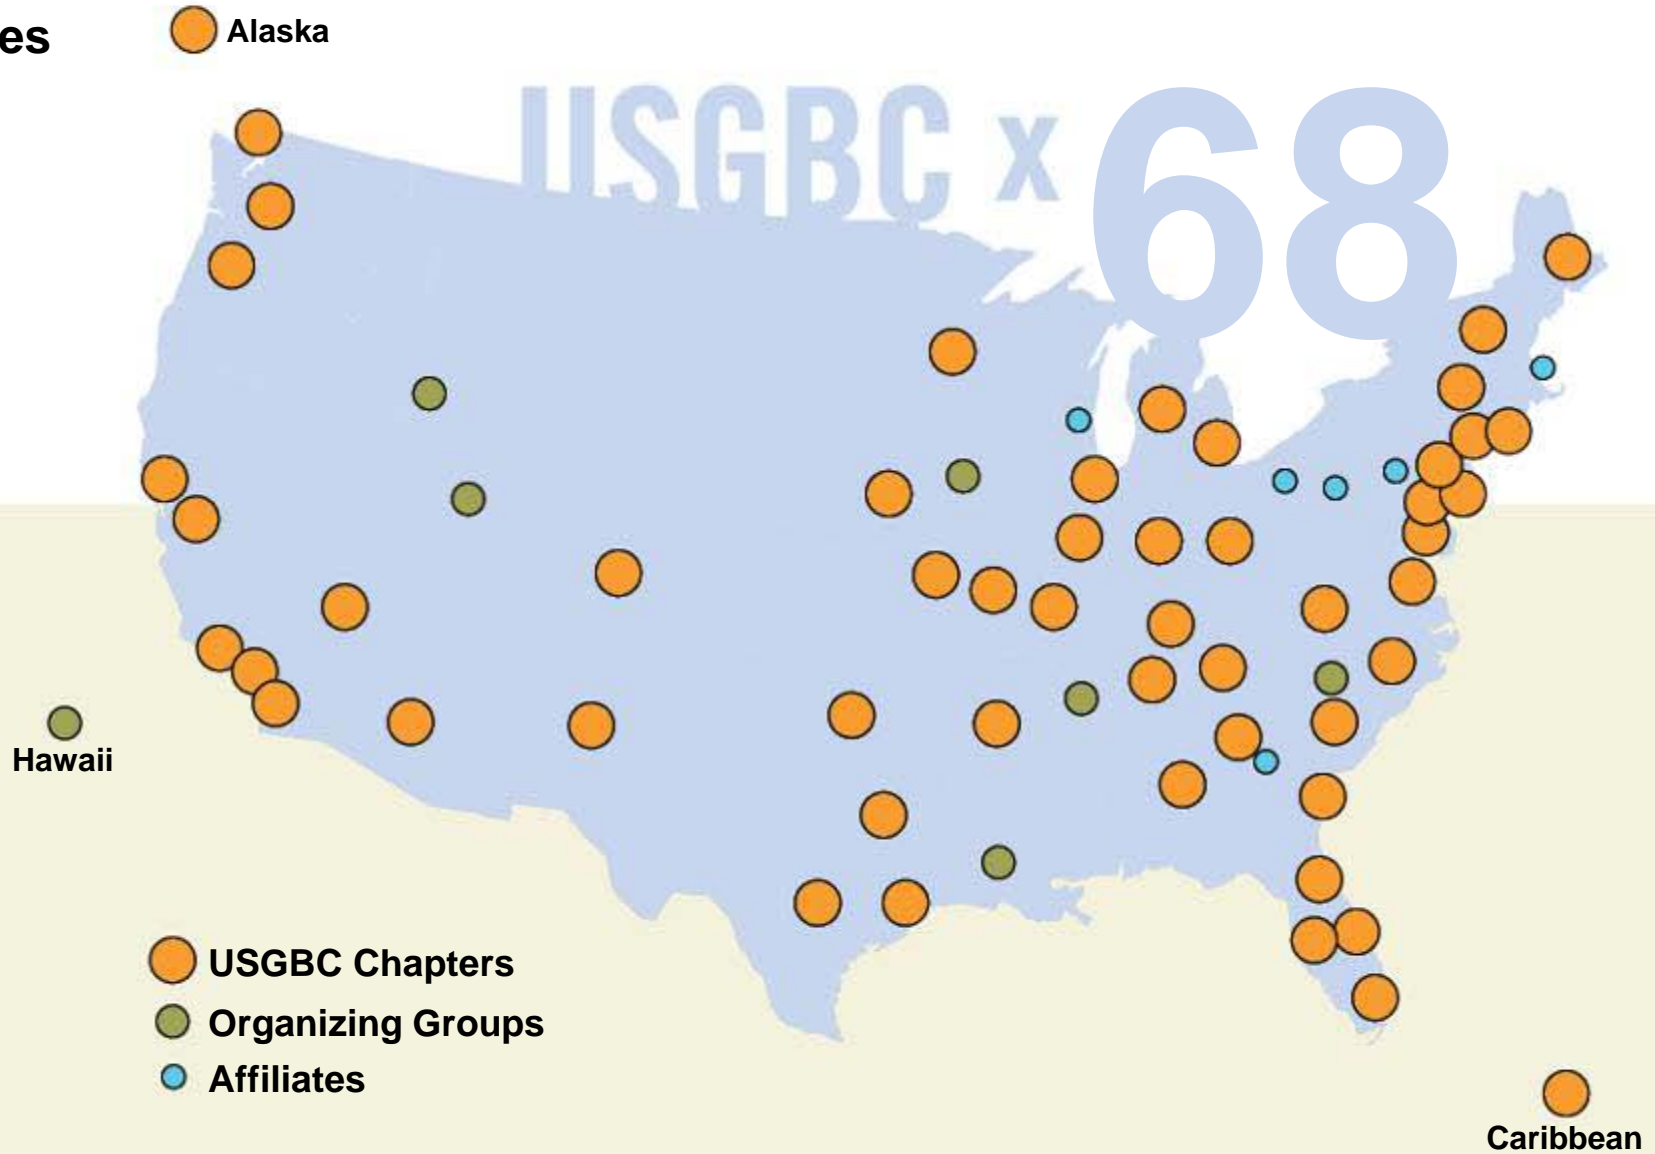 es
Alaska
USGBC x 68
Hawaii
USGBC Chapters
Organizing Groups
Affiliates
Caribbean